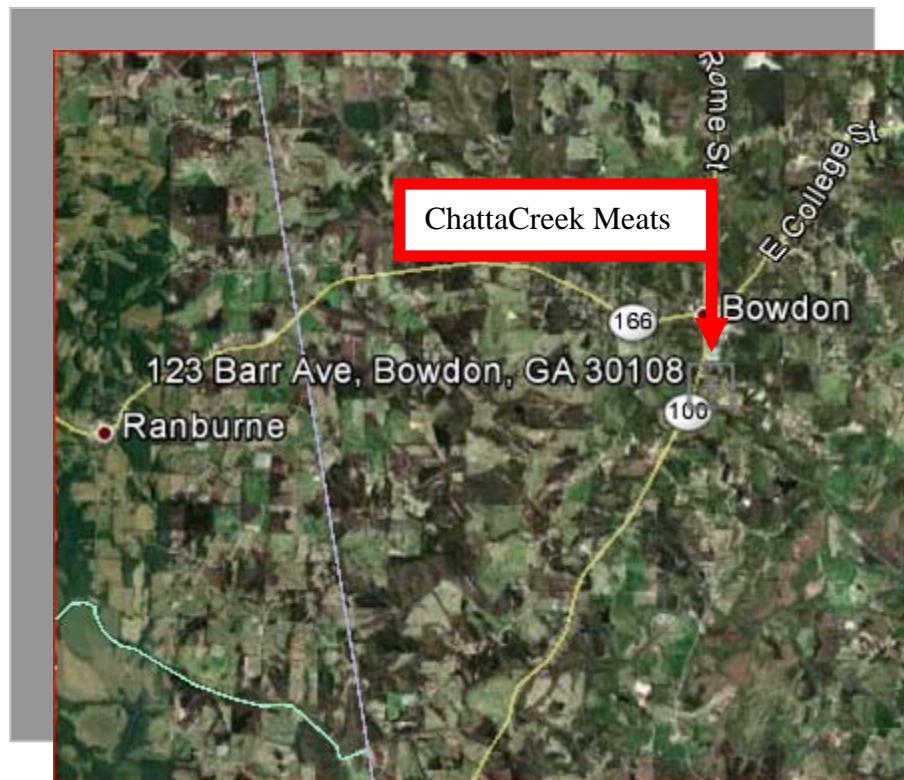 Rome St
E College St
ChattaCreek Meats
166
Bowdon
123 Barr Ave, Bowdon, GA 30108
100
Ranburne